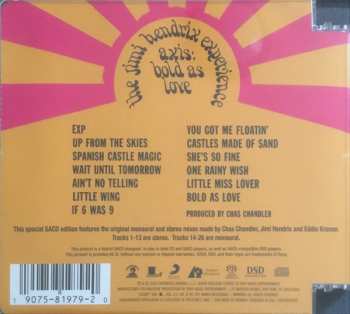 the jimi hendrix experience
axis:
bold as
love
EXP
UP FROM THE SKIES
SPANISH CASTLE MAGIC
WAIT UNTIL TOMORROW
AIN'T NO TELLING
LITTLE WING
IF 6 WAS 9
YOU GOT ME FLOATIN'
CASTLES MADE OF SAND
SHE'S SO FINE
ONE RAINY WISH
LITTLE MISS LOVER
BOLD AS LOVE
PRODUCED BY CHAS CHANDLER
This special SACD edition features the original monaural and stereo mixes made by Chas Chandler, Jimi Hendrix and Eddie Kramer.
Tracks 1-13 are stereo. Tracks 14-26 are monaural.
DSD
1 9075-81979-2 0